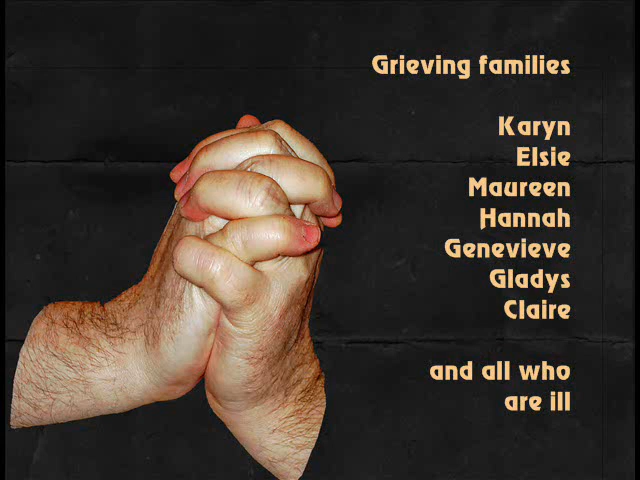 Grieving families
Karyn
Elsie
Maureen
Hannah
Genevieve
Gladys
Claire
and all who
are ill